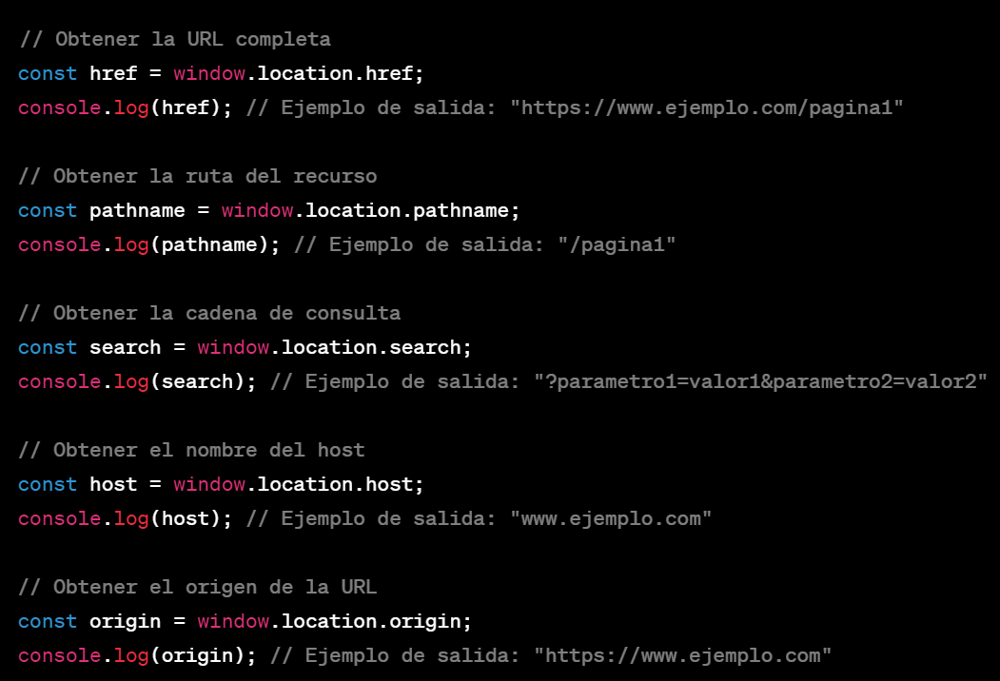 // Obtener la URL completa
const href = window.location.href;
console.log(href); // Ejemplo de salida: "https://www.ejemplo.com/pagina1"
// Obtener la ruta del recurso
const pathname = window.location.pathname;
console.log(pathname); // Ejemplo de salida: "/pagina1"
// Obtener la cadena de consulta
const search = window.location.search;
console.log(search); // Ejemplo de salida: "?parametro1=valor1&parametro2=valor2"
// Obtener el nombre del host
const host = window.location.host;
console.log(host); // Ejemplo de salida: "www.ejemplo.com"
// Obtener el origen de la URL
const origin = window.location.origin;
console.log(origin); // Ejemplo de salida: "https://www.ejemplo.com"